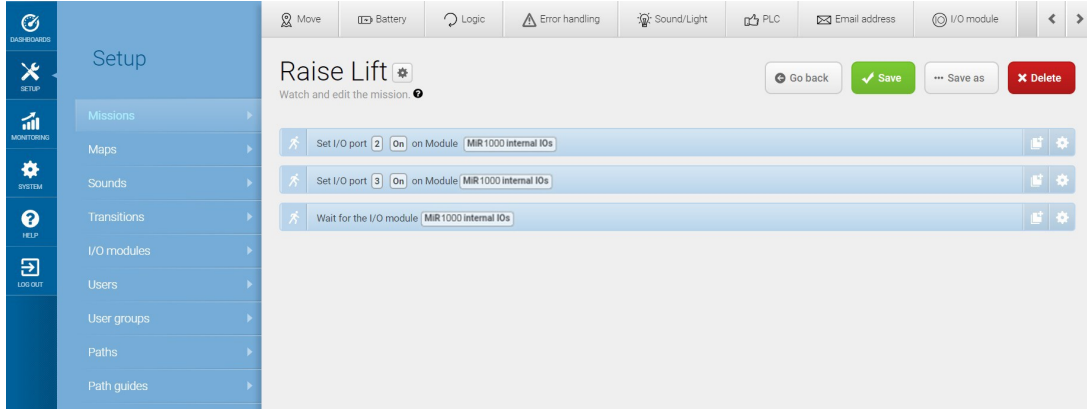 DASHBOARDS
SETUP
MONITORING
SYSTEM
HELP
LOG OUT
Setup
Missions
Maps
Sounds
Transitions
I/O modules
Users
User groups
Paths
Path guides
Move
Battery
Logic
Error handling
Sound/Light
PLC
Email address
I/O module
Raise Lift
Watch and edit the mission.
Go back
Save
Save as
Delete
Set I/O port 2 On on Module MiR1000 internal IOs
Set I/O port 3 On on Module MiR1000 internal IOs
Wait for the I/O module MiR1000 internal IOs